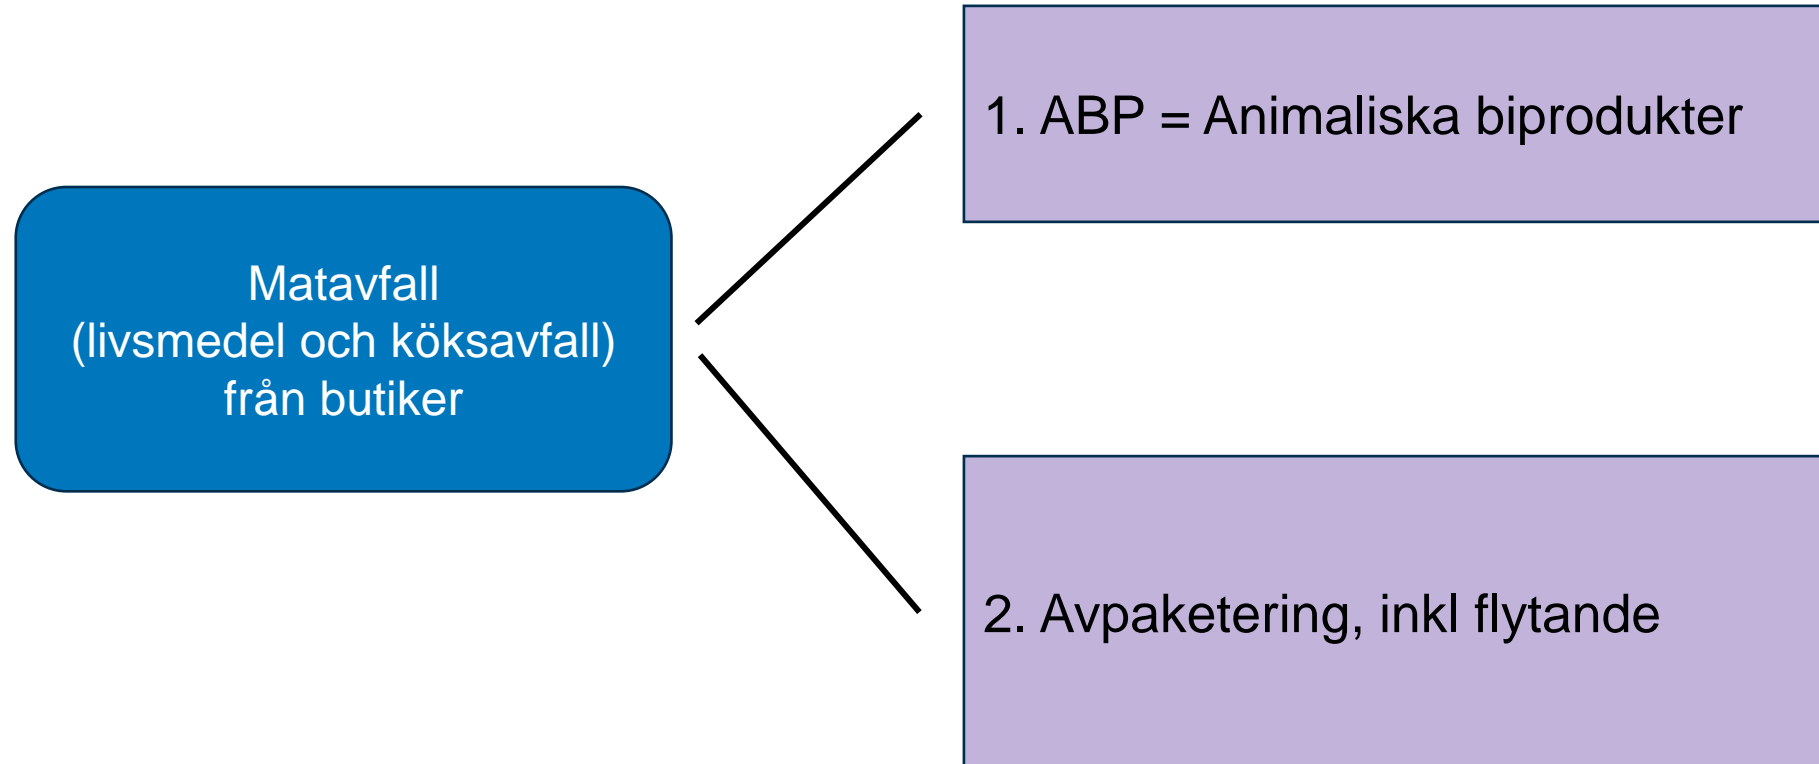 Matavfall
(livsmedel och köksavfall)
från butiker
1. ABP = Animaliska biprodukter
2. Avpaketering, inkl flytande